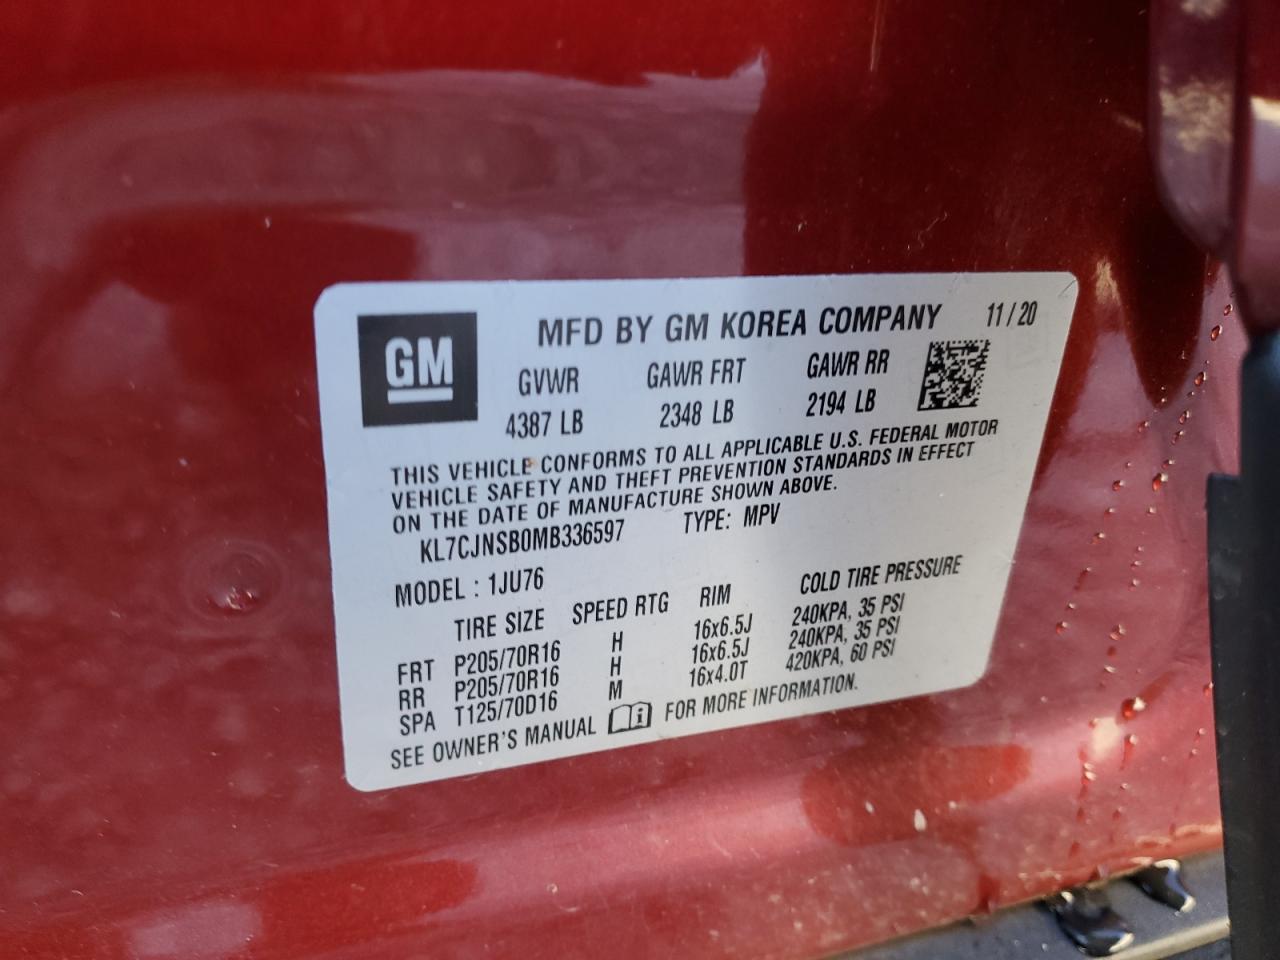 GM
MFD BY GM KOREA COMPANY 11/20
GVWR GAWR FRT GAWR RR
4387 LB 2348 LB 2194 LB
THIS VEHICLE CONFORMS TO ALL APPLICABLE U.S. FEDERAL MOTOR
VEHICLE SAFETY AND THEFT PREVENTION STANDARDS IN EFFECT
ON THE DATE OF MANUFACTURE SHOWN ABOVE.
KL7CJNSB0MB336597 TYPE: MPV
MODEL : 1JU76
TIRE SIZE SPEED RTG RIM COLD TIRE PRESSURE
FRT P205/70R16 H 16x6.5J 240KPA, 35 PSI
RR P205/70R16 H 16x6.5J 240KPA, 35 PSI
SPA T125/70D16 M 16x4.0T 420KPA, 60 PSI
SEE OWNER'S MANUAL FOR MORE INFORMATION.